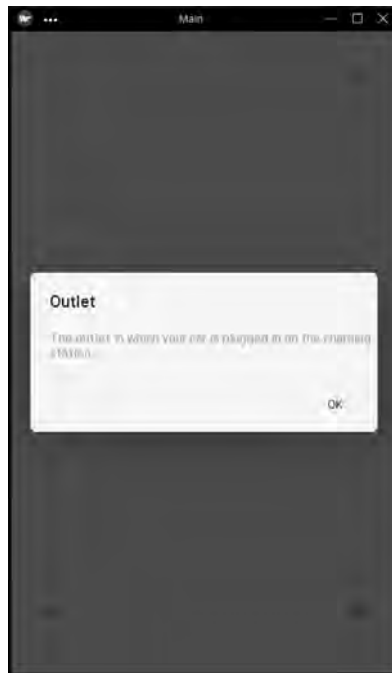 Main
Outlet
The outlet in which your car is plugged in on the charging
station.
OK